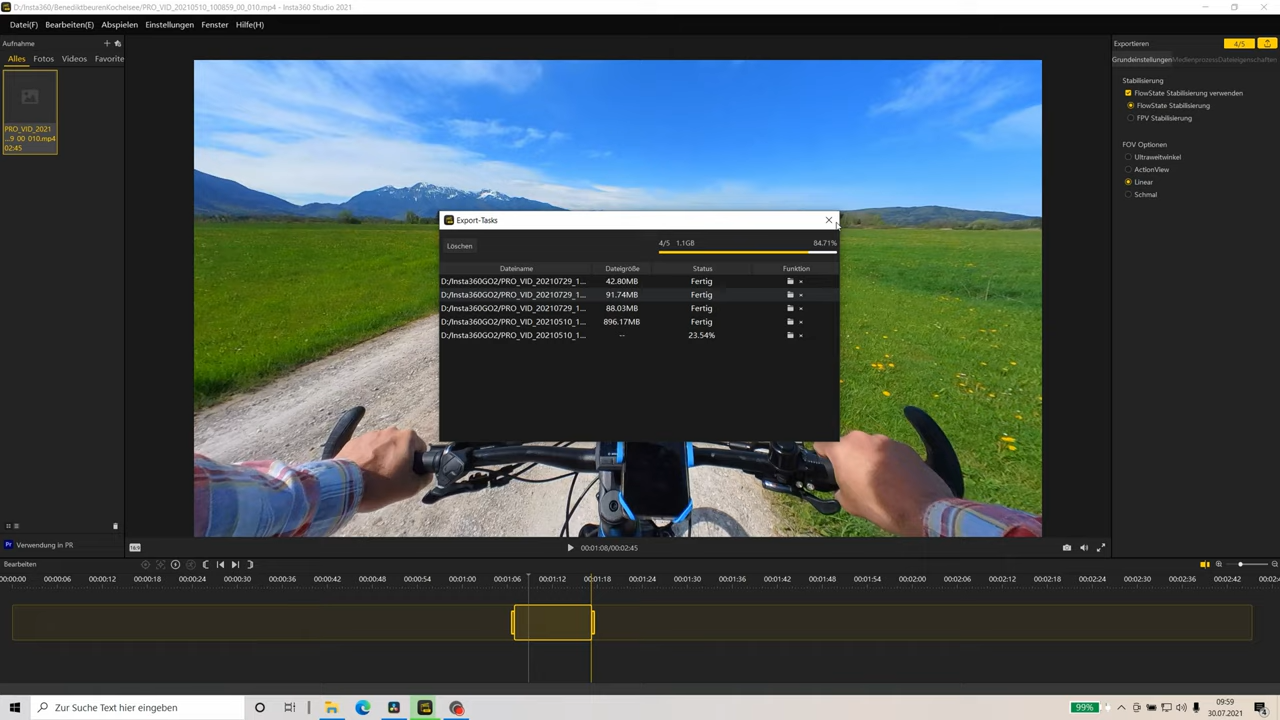 D:/Insta360/BenediktbeurenKochelsee/PRO_VID_20210510_100859_00_010.mp4 - Insta360 Studio 2021
Datei(F) Bearbeiten(E) Abspielen Einstellungen Fenster Hilfe(H)
Aufnahme
Alles Fotos Videos Favorite
PRO_VID_2021
...9_00_010.mp4
02:45
Exportieren 4/5
Grundeinstellungen Medienprozess Dateieigenschaftes
Stabilisierung
FlowState Stabilisierung verwenden
FlowState Stabilisierung
FPV Stabilisierung
FOV Optionen
Ultraweitwinkel
ActionView
Linear
Schmal
Export-Tasks
Löschen
4/5 1,1GB 84.71%
Dateiname Dateigröße Status Funktion
D:/Insta360GO2/PRO_VID_20210729_1... 42.80MB Fertig
D:/Insta360GO2/PRO_VID_20210729_1... 91.74MB Fertig
D:/Insta360GO2/PRO_VID_20210729_1... 88.03MB Fertig
D:/Insta360GO2/PRO_VID_20210510_1... 896.17MB Fertig
D:/Insta360GO2/PRO_VID_20210510_1... -- 23.54%
Pr Verwendung in PR
16:9
00:01:08/00:02:45
Bearbeiten
00:00:00 00:00:06 00:00:12 00:00:18 00:00:24 00:00:30 00:00:36 00:00:42 00:00:48 00:00:54 00:01:00 00:01:06 00:01:12 00:01:18 00:01:24 00:01:30 00:01:36 00:01:42 00:01:48 00:01:54 00:02:00 00:02:06 00:02:12 00:02:18 00:02:24 00:02:30 00:02:36 00:02:42 00:02:4
Zur Suche Text hier eingeben
99%
09:59
30.07.2021
4